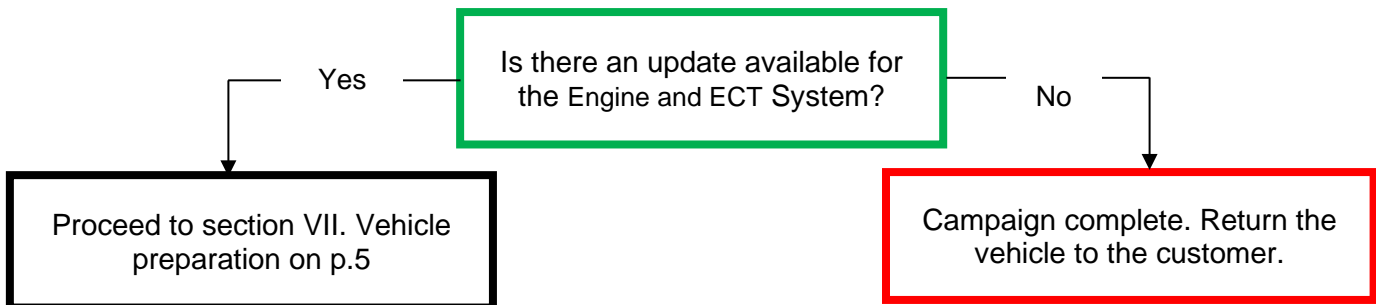 Is there an update available for
the Engine and ECT System?
Yes
No
Proceed to section VII. Vehicle
preparation on p.5
Campaign complete. Return the
vehicle to the customer.